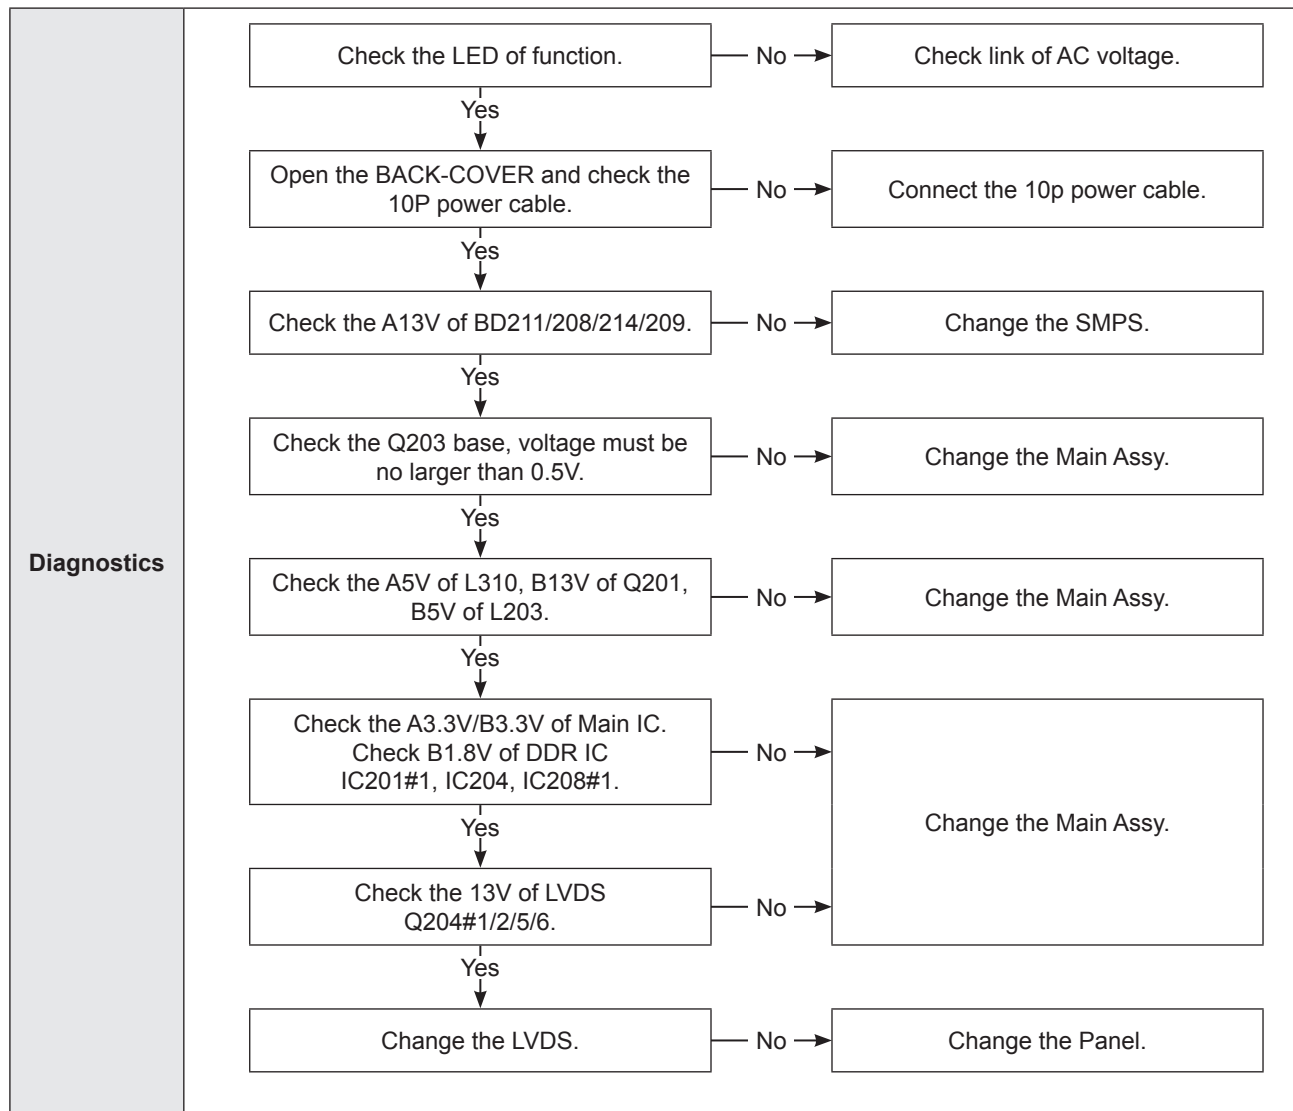 Diagnostics
Check the LED of function.
No
Check link of AC voltage.
Yes
Open the BACK-COVER and check the
10P power cable.
No
Connect the 10p power cable.
Yes
Check the A13V of BD211/208/214/209.
No
Change the SMPS.
Yes
Check the Q203 base, voltage must be
no larger than 0.5V.
No
Change the Main Assy.
Yes
Check the A5V of L310, B13V of Q201,
B5V of L203.
No
Change the Main Assy.
Yes
Check the A3.3V/B3.3V of Main IC.
Check B1.8V of DDR IC
IC201#1, IC204, IC208#1.
No
Change the Main Assy.
Yes
Check the 13V of LVDS
Q204#1/2/5/6.
No
Yes
Change the LVDS.
No
Change the Panel.